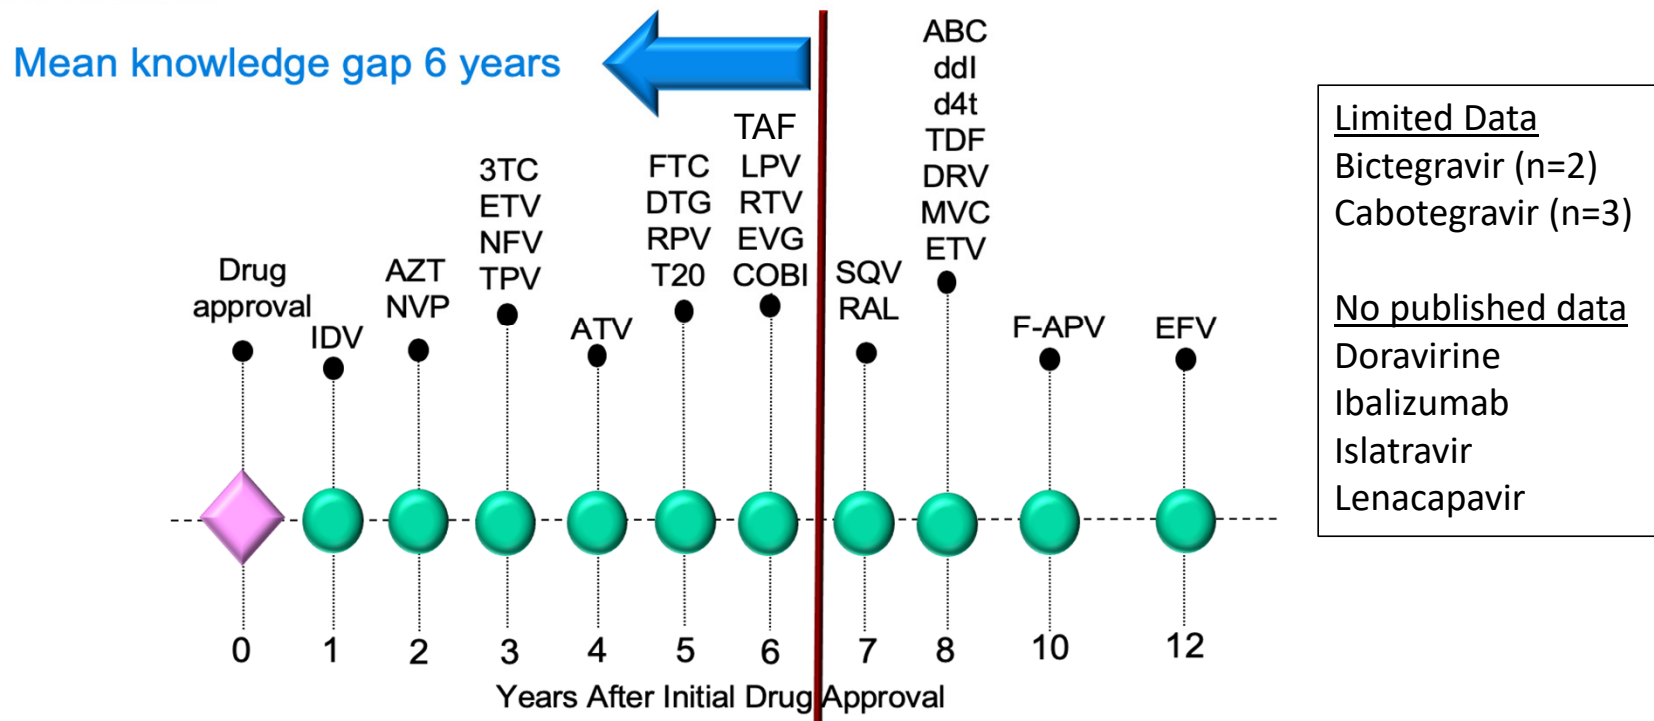 Mean knowledge gap 6 years
Drug
approval
IDV
AZT
NVP
3TC
ETV
NFV
TPV
ATV
FTC
DTG
RPV
T20
TAF
LPV
RTV
EVG
COBI
SQV
RAL
ABC
ddI
d4t
TDF
DRV
MVC
ETV
F-APV
EFV
0
1
2
3
4
5
6
7
8
10
12
Years After Initial Drug Approval
Limited Data
Bictegravir (n=2)
Cabotegravir (n=3)
No published data
Doravirine
Ibalizumab
Islatravir
Lenacapavir